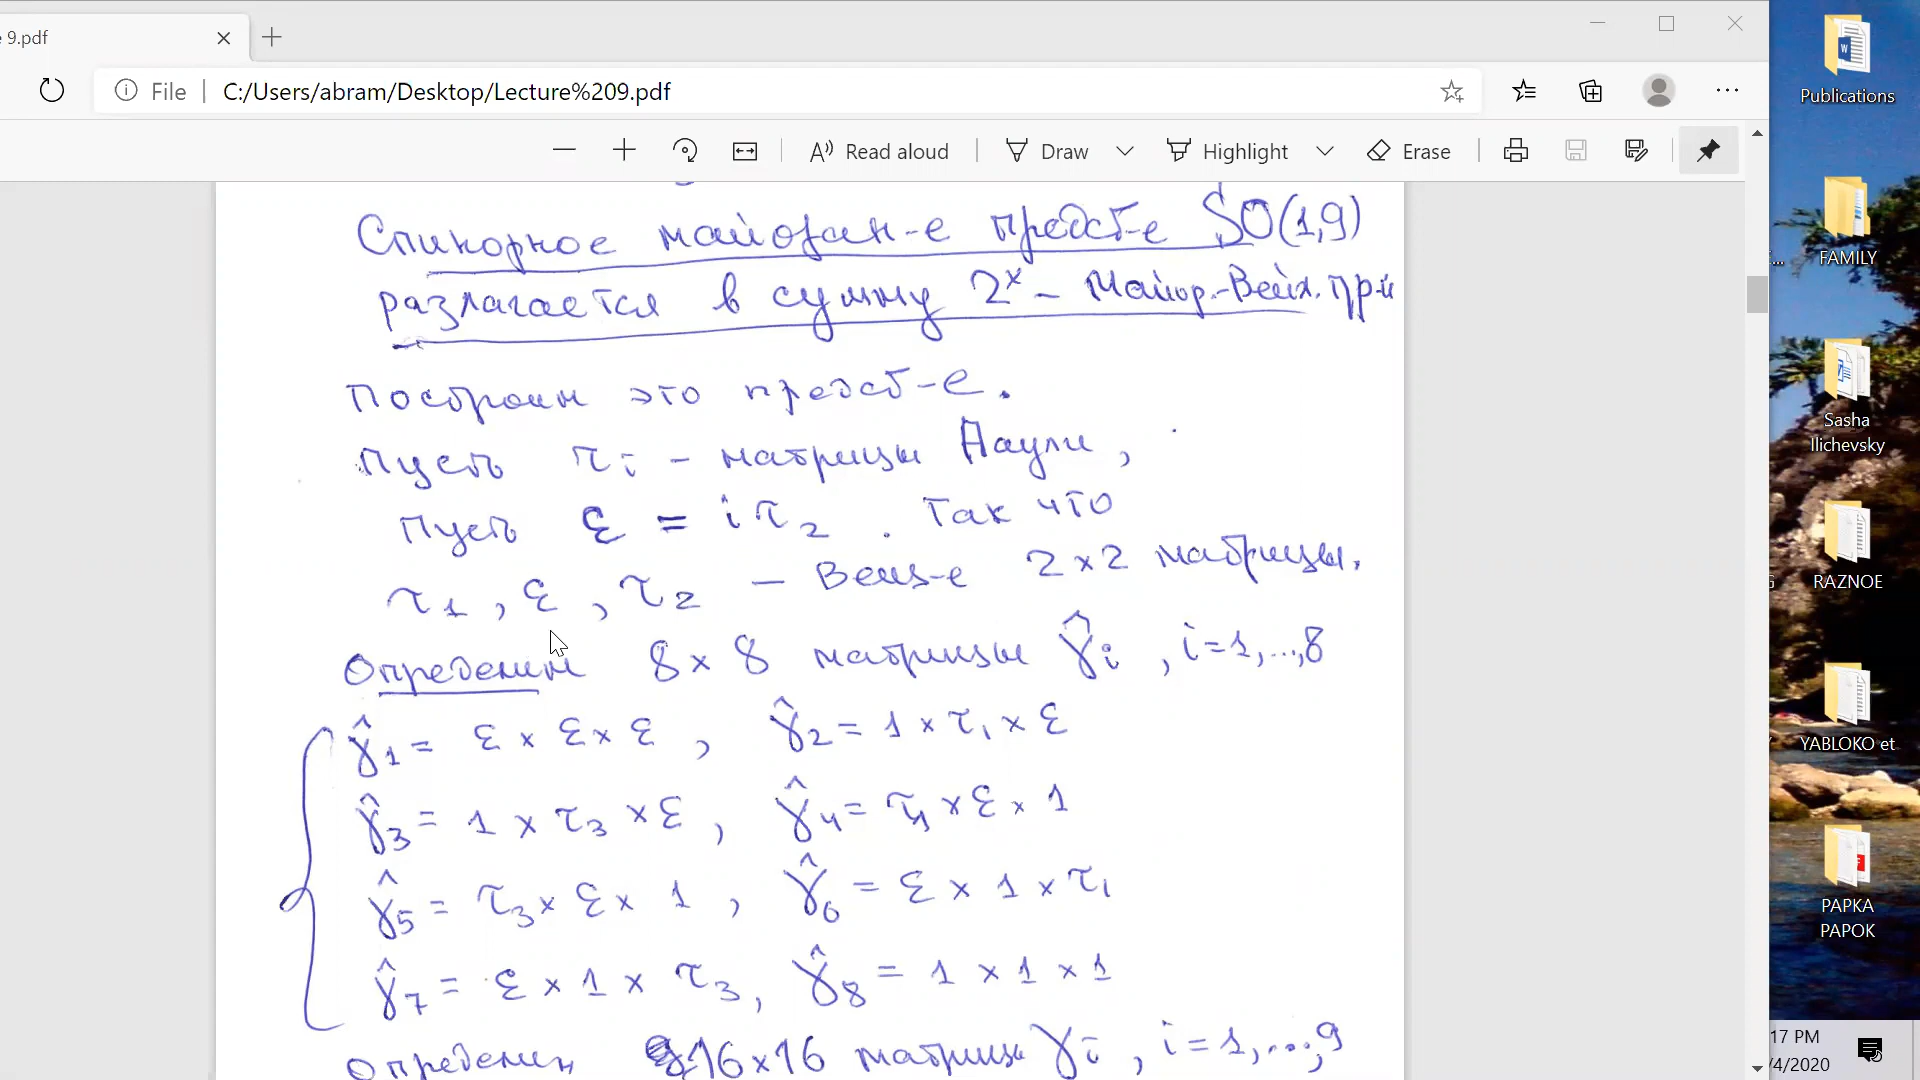 e 9.pdf
File | C:/Users/abram/Desktop/Lecture%209.pdf
Read aloud Draw Highlight Erase
Спинорное майоран-е предст-е SO(1,9)
разлагается в сумму 2х - Майор.-Вейл. пр-й
Построим это предст-е.
Пусть τi - матрицы Паули,
Пусть ε = iτ2. Так что
τ1, ε, τ2 — Вещ-е 2×2 матрицы.
Определим 8×8 матрицы γ̂i, i=1,...,8
γ̂1 = ε × ε × ε, γ̂2 = 1 × τ1 × ε
γ̂3 = 1 × τ3 × ε, γ̂4 = τ1 × ε × 1
γ̂5 = τ3 × ε × 1, γ̂6 = ε × 1 × τ1
γ̂7 = ε × 1 × τ3, γ̂8 = 1 × 1 × 1
Определим 16×16 матрицы γi, i=1,...,9
Publications
FAMILY
Sasha
Ilichevsky
RAZNOE
YABLOKO et
PAPKA
PAPOK
17 PM
/4/2020